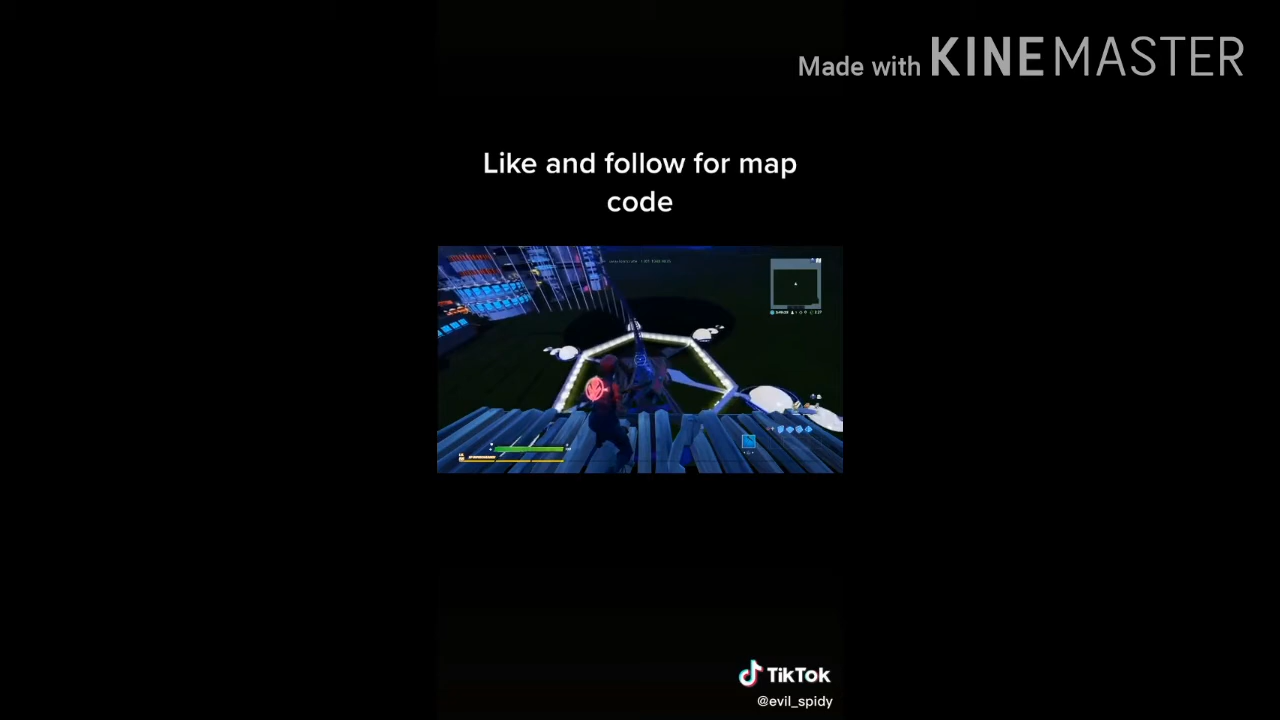 Made with KINEMASTER
Like and follow for map
code
TikTok
@evil_spidy